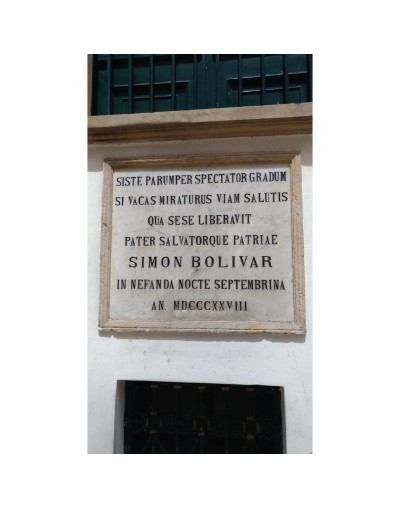 SISTE PARUMPER SPECTATOR GRADUM
SI VACAS MIRATURUS VIAM SALUTIS
QUA SESE LIBERAVIT
PATER SALVATORQUE PATRIAE
SIMON BOLIVAR
IN NEFANDA NOCTE SEPTEMBRINA
AN. MDCCCXXVIII